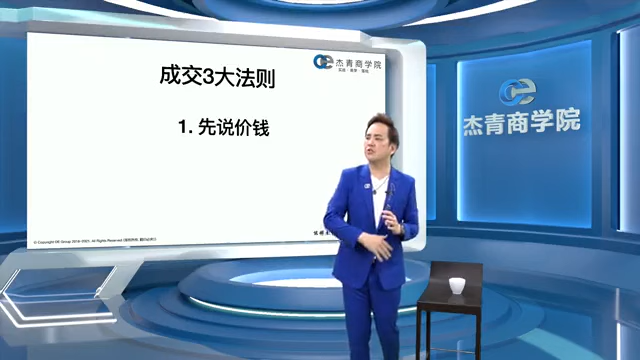 杰青商学院
成交3大法则
1. 先说价钱
杰青商学院